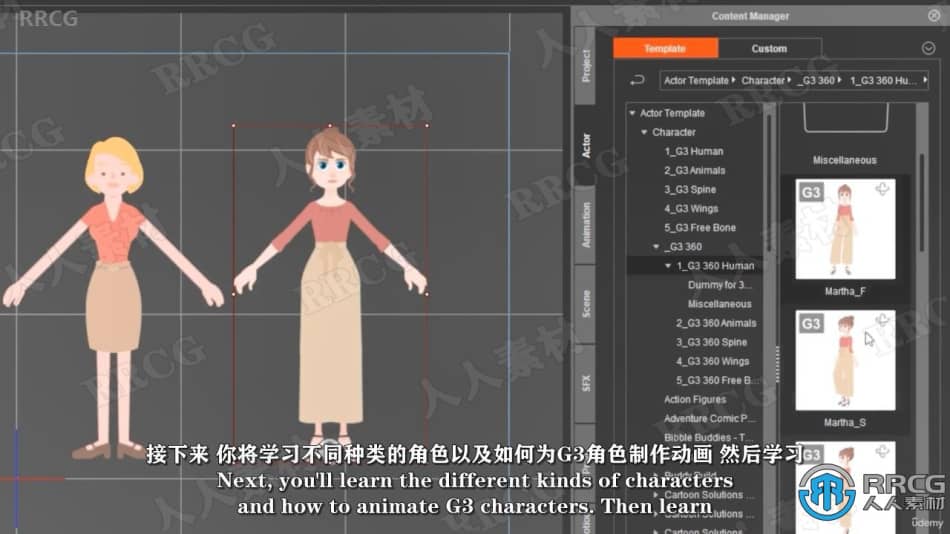 RRCG
Content Manager
Template
Custom
Actor Template
Character
_G3 360
1_G3 360 Hu...
Project
Actor
Animation
Scene
SFX
Actor Template
Character
1_G3 Human
2_G3 Animals
3_G3 Spine
4_G3 Wings
5_G3 Free Bone
_G3 360
1_G3 360 Human
Dummy for 3...
Miscellaneous
2_G3 360 Animals
3_G3 360 Spine
4_G3 360 Wings
5_G3 360 Free B...
Action Figures
Adventure Comic P...
Bibble Buddies - T...
Buddy Build
Cartoon Solutions ...
Cartoon Solutions ...
Cartoon Solutions ...
Miscellaneous
G3
Martha_F
G3
Martha_S
G3
接下来 你将学习不同种类的角色以及如何为G3角色制作动画 然后学习
Next, you'll learn the different kinds of characters
and how to animate G3 characters. Then learn
RRCG
人人素材
ûdemy